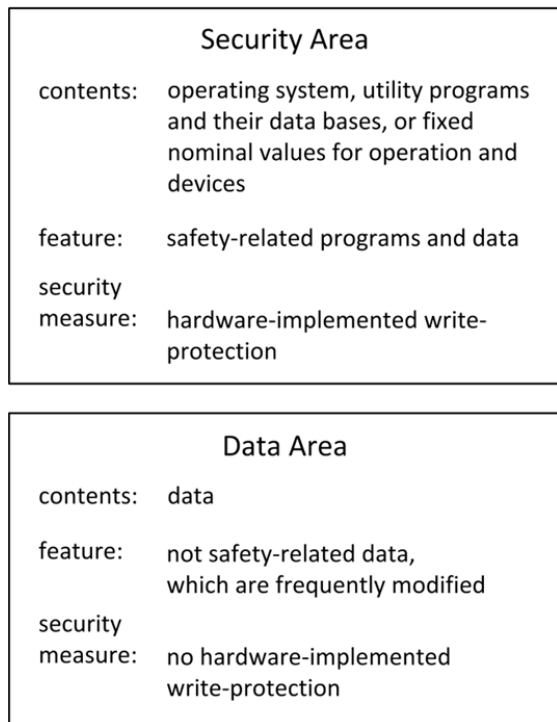 Security Area
contents: operating system, utility programs
and their data bases, or fixed
nominal values for operation and
devices
feature: safety-related programs and data
security
measure: hardware-implemented write-
protection
Data Area
contents: data
feature: not safety-related data,
which are frequently modified
security
measure: no hardware-implemented
write-protection